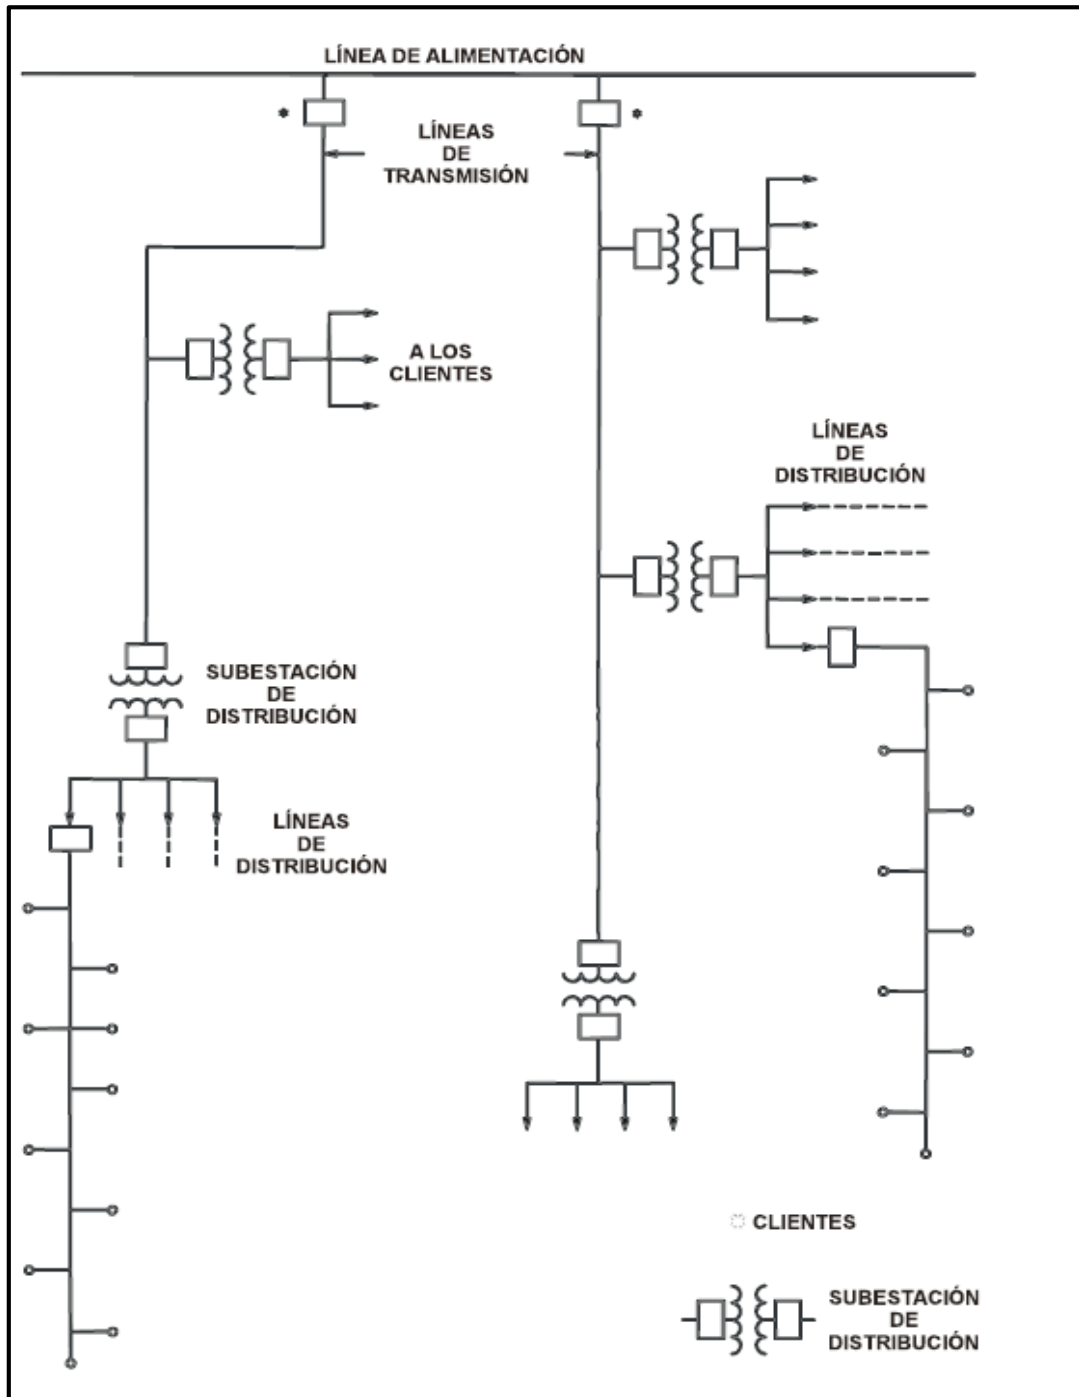 LÍNEA DE ALIMENTACIÓN
*
*
LÍNEAS
DE
TRANSMISIÓN
A LOS
CLIENTES
LÍNEAS
DE
DISTRIBUCIÓN
SUBESTACIÓN
DE
DISTRIBUCIÓN
LÍNEAS
DE
DISTRIBUCIÓN
CLIENTES
SUBESTACIÓN
DE
DISTRIBUCIÓN